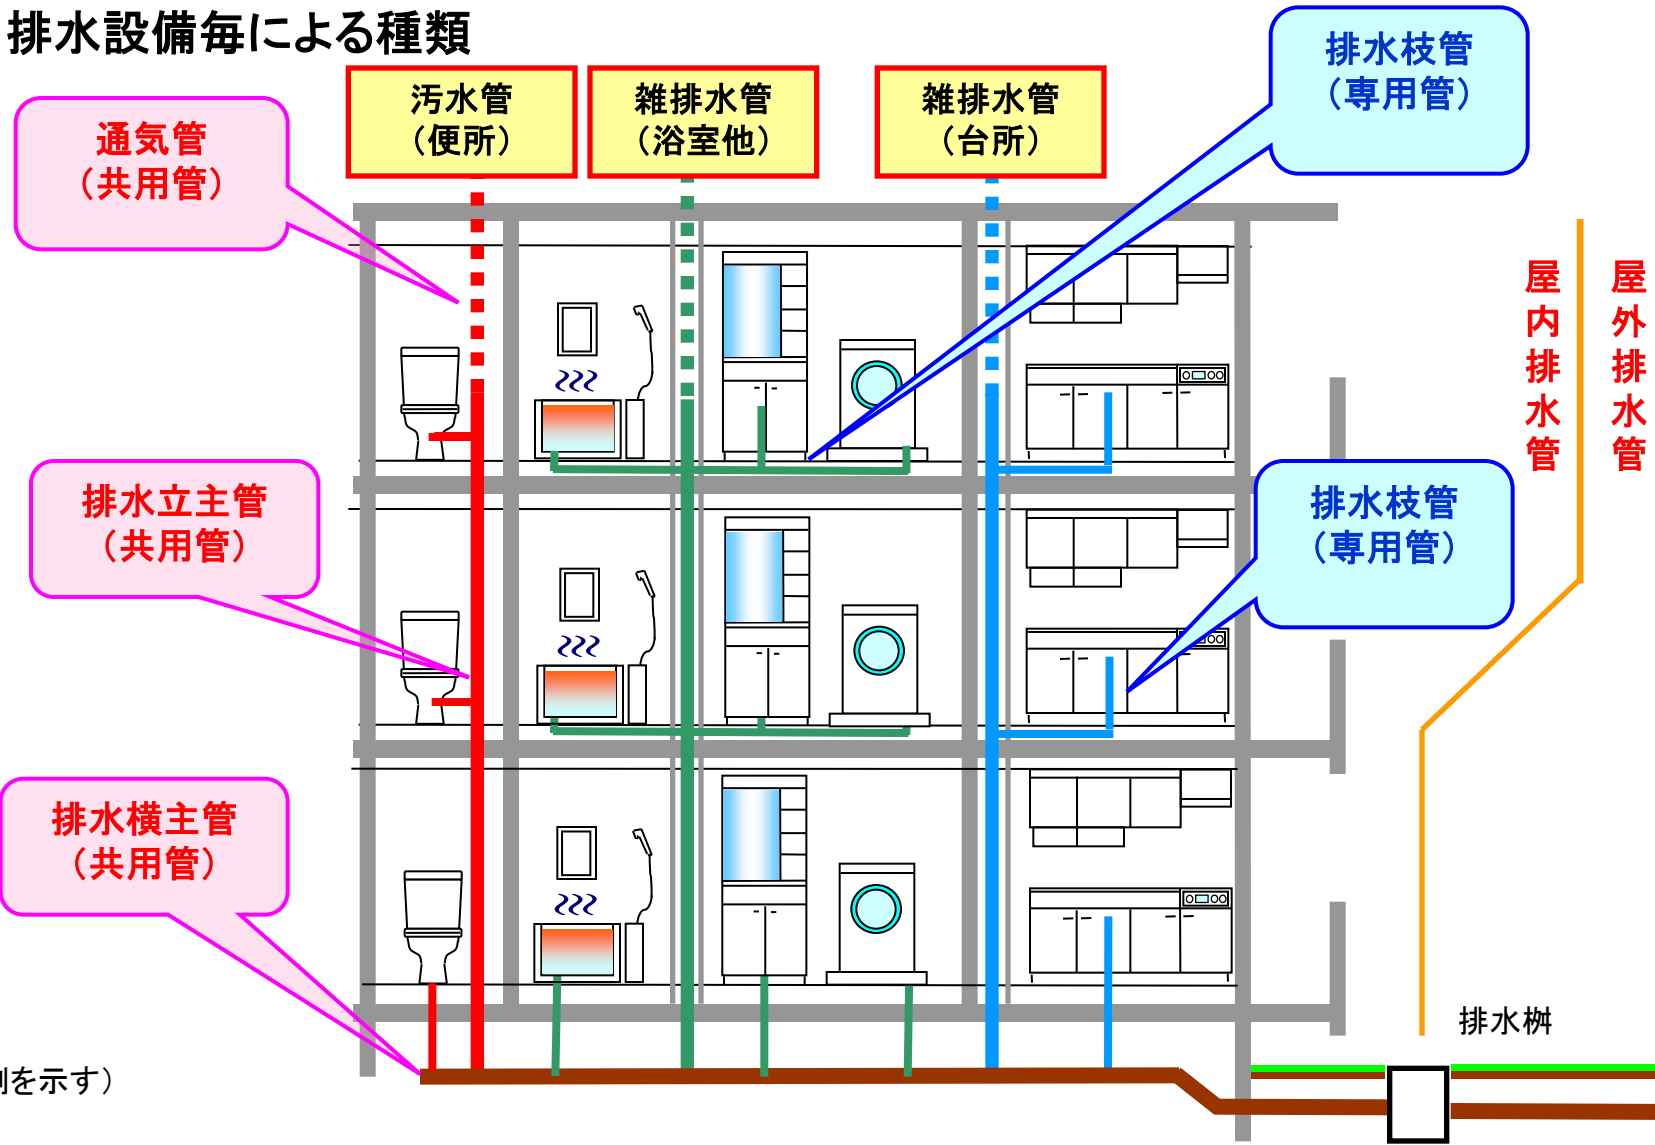 排水設備毎による種類
汚水管
（便所）
雑排水管
（浴室他）
雑排水管
（台所）
排水枝管
（専用管）
通気管
（共用管）
屋内排水管
屋外排水管
排水立主管
（共用管）
排水枝管
（専用管）
排水横主管
（共用管）
排水桝
例を示す）